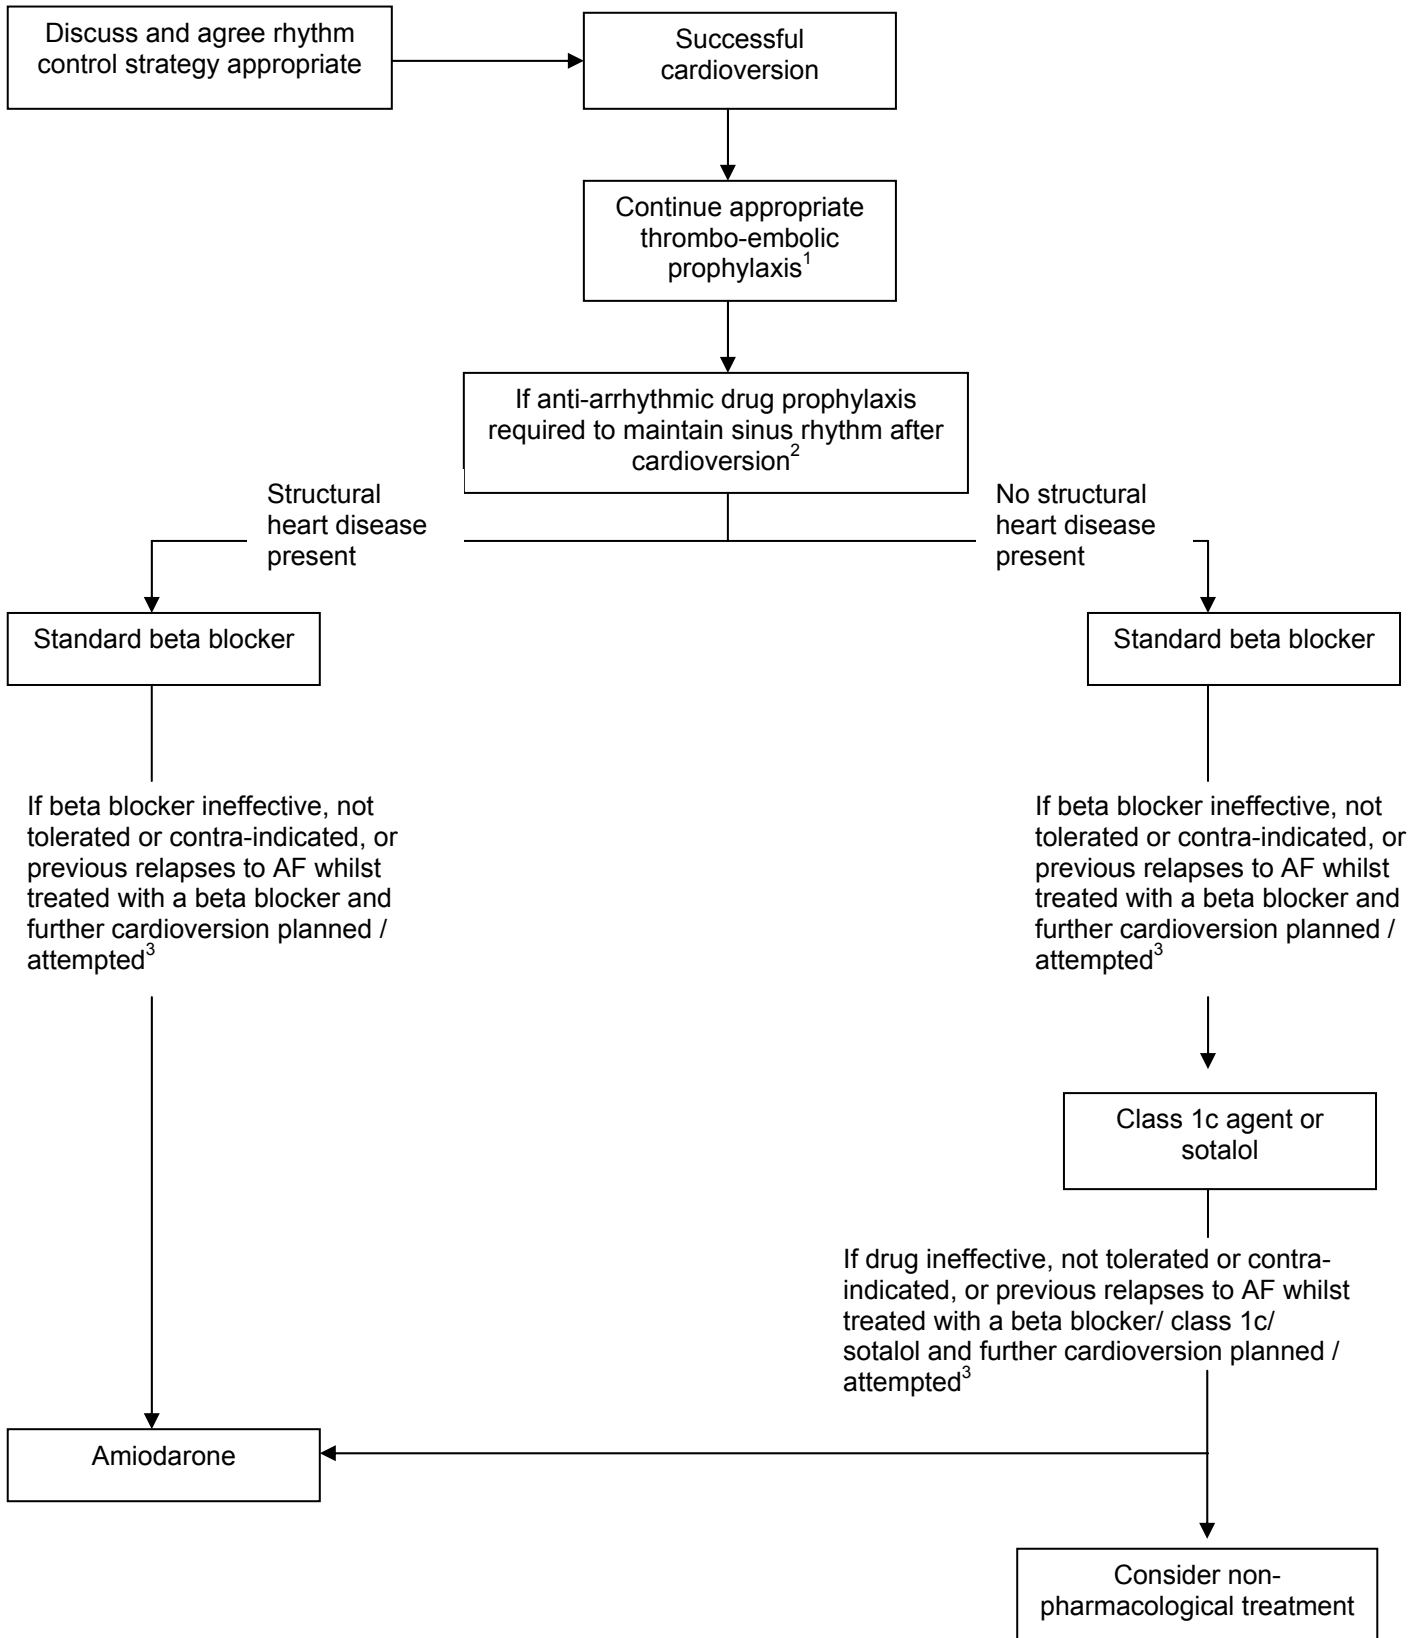 Discuss and agree rhythm
control strategy appropriate
Successful
cardioversion
Continue appropriate
thrombo-embolic
prophylaxis¹
If anti-arrhythmic drug prophylaxis
required to maintain sinus rhythm after
cardioversion²
Structural
heart disease
present
No structural
heart disease
present
Standard beta blocker
Standard beta blocker
If beta blocker ineffective, not
tolerated or contra-indicated, or
previous relapses to AF whilst
treated with a beta blocker and
further cardioversion planned /
attempted³
If beta blocker ineffective, not
tolerated or contra-indicated, or
previous relapses to AF whilst
treated with a beta blocker and
further cardioversion planned /
attempted³
Class 1c agent or
sotalol
If drug ineffective, not tolerated or contra-
indicated, or previous relapses to AF whilst
treated with a beta blocker/ class 1c/
sotalol and further cardioversion planned /
attempted³
Amiodarone
Consider non-
pharmacological treatment